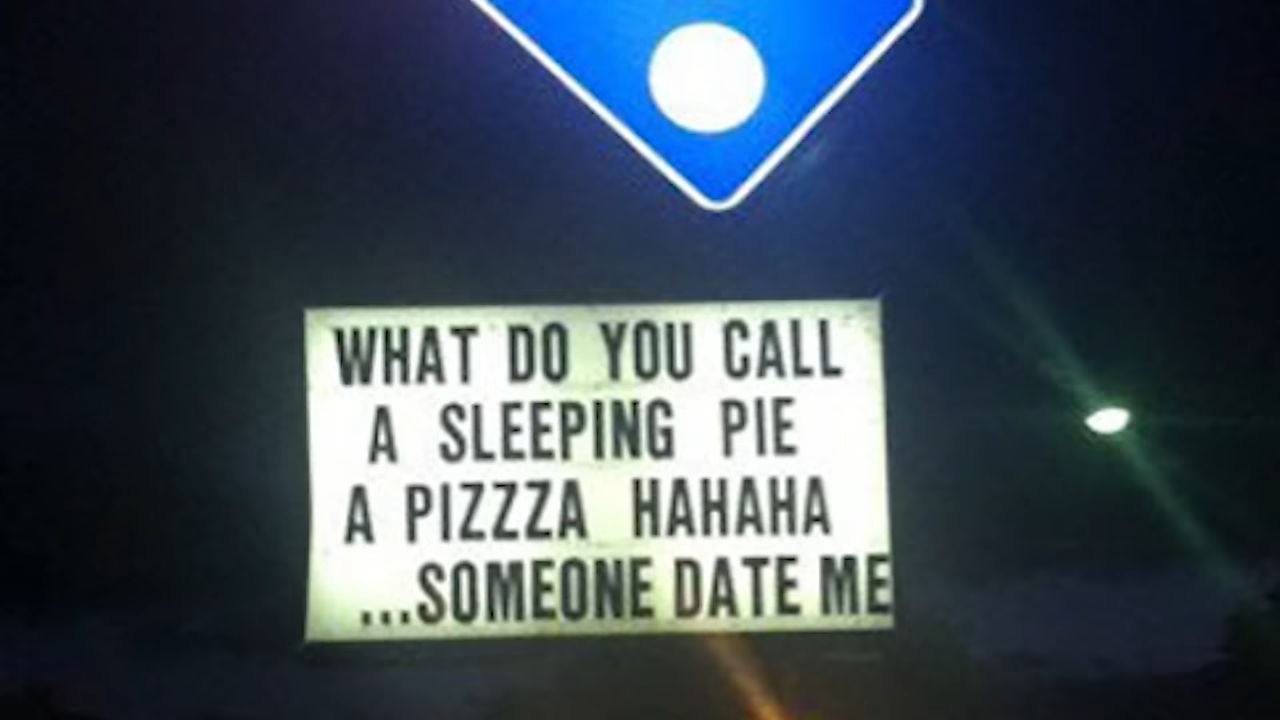 WHAT DO YOU CALL
A SLEEPING PIE
A PIZZZA HAHAHA
...SOMEONE DATE ME